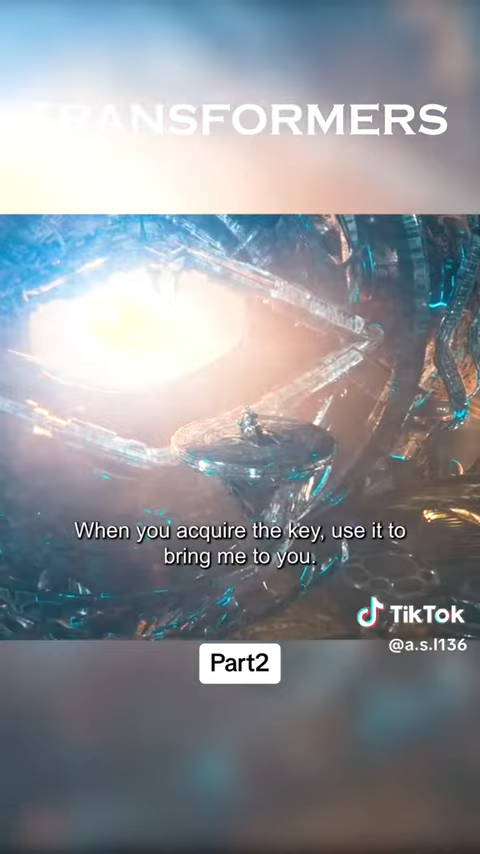 TRANSFORMERS
When you acquire the key, use it to
bring me to you.
TikTok
@a.s.l136
Part2